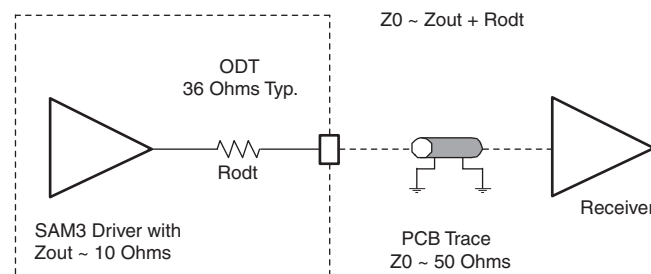 Z0 ~ Zout + Rodt
ODT
36 Ohms Typ.
Rodt
Receiver
SAM3 Driver with
Zout ~ 10 Ohms
PCB Trace
Z0 ~ 50 Ohms